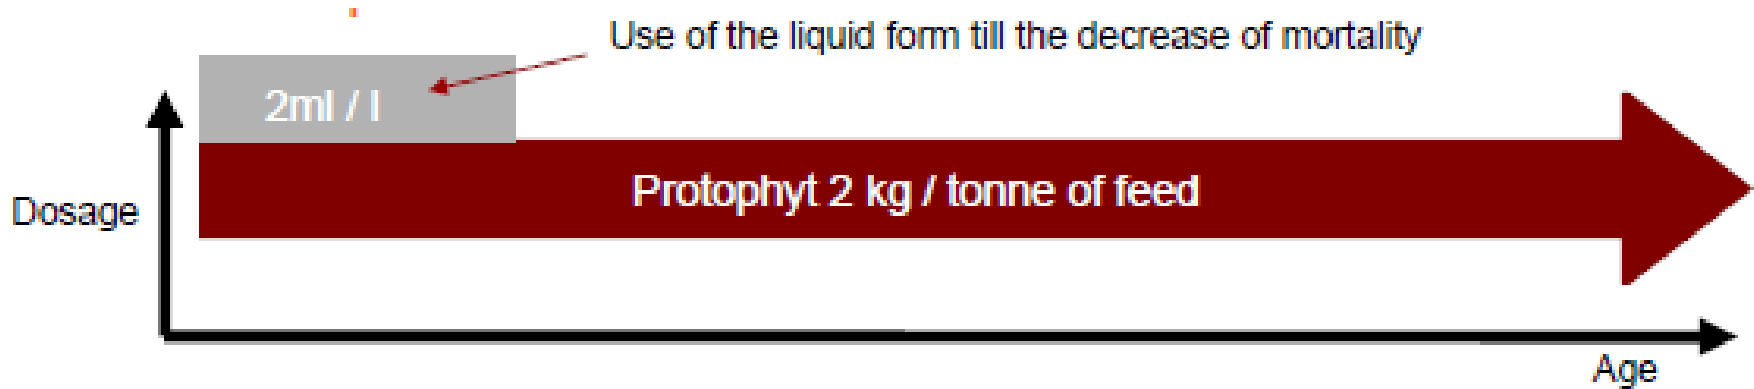 Use of the liquid form till the decrease of mortality
2ml / l
Protophyt 2 kg / tonne of feed
Dosage
Age